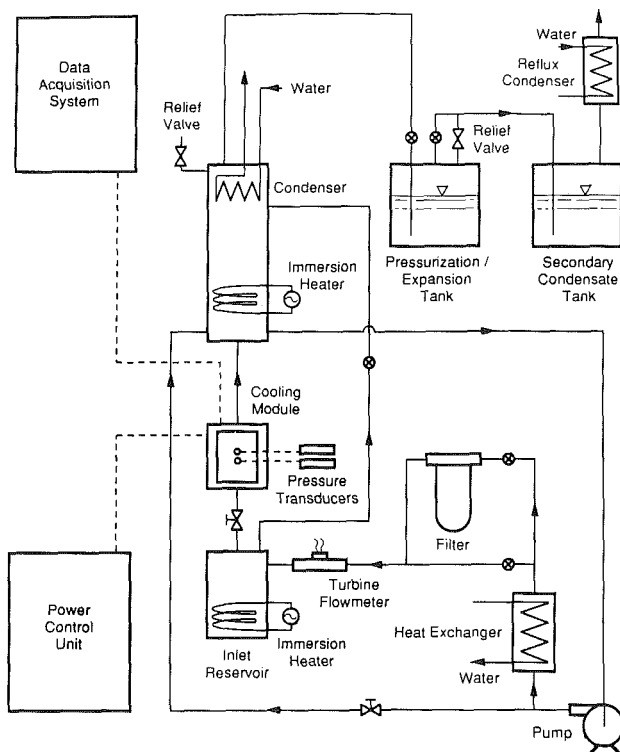 Data
Acquisition
System
Water
Reflux
Condenser
Water
Relief
Valve
Relief
Valve
Condenser
Immersion
Heater
Pressurization /
Expansion
Tank
Secondary
Condensate
Tank
Cooling
Module
Pressure
Transducers
Filter
Turbine
Flowmeter
Power
Control
Unit
Inlet
Reservoir
Immersion
Heater
Heat Exchanger
Water
Pump